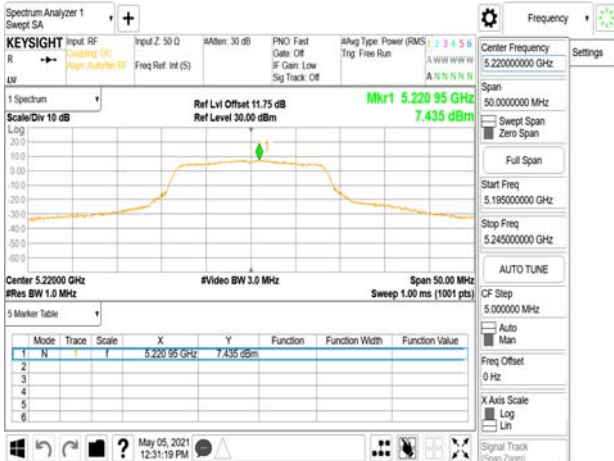 Spectrum Analyzer 1
Swept SA
Frequency
Settings
KEYSIGHT
R
Input: RF
Coupling: DC
Align: Auto/No RF
Input Z: 50 Ω
Freq Ref: Int (S)
#Atten: 30 dB
PNO: Fast
Gate: Off
IF Gain: Low
Sig Track: Off
#Avg Type: Power (RMS)
Trig: Free Run
1 2 3 4 5 6
A W W W W W
A N N N N N
1 Spectrum
Scale/Div 10 dB
Ref Lvl Offset 11.75 dB
Ref Level 30.00 dBm
Mkr1 5.220 95 GHz
7.435 dBm
Log
20.0
10.0
0.00
-10.0
-20.0
-30.0
-40.0
-50.0
-60.0
1
Center 5.22000 GHz
#Res BW 1.0 MHz
#Video BW 3.0 MHz
Span 50.00 MHz
Sweep 1.00 ms (1001 pts)
5 Marker Table
Mode Trace Scale X Y Function Function Width Function Value
1 N 1 f 5.220 95 GHz 7.435 dBm
2
3
4
5
6
Center Frequency
5.220000000 GHz
Span
50.0000000 MHz
Swept Span
Zero Span
Full Span
Start Freq
5.195000000 GHz
Stop Freq
5.245000000 GHz
AUTO TUNE
CF Step
5.000000 MHz
Auto
Man
Freq Offset
0 Hz
X Axis Scale
Log
Lin
Signal Track
(Span Zoom)
?
May 05, 2021
12:31:19 PM